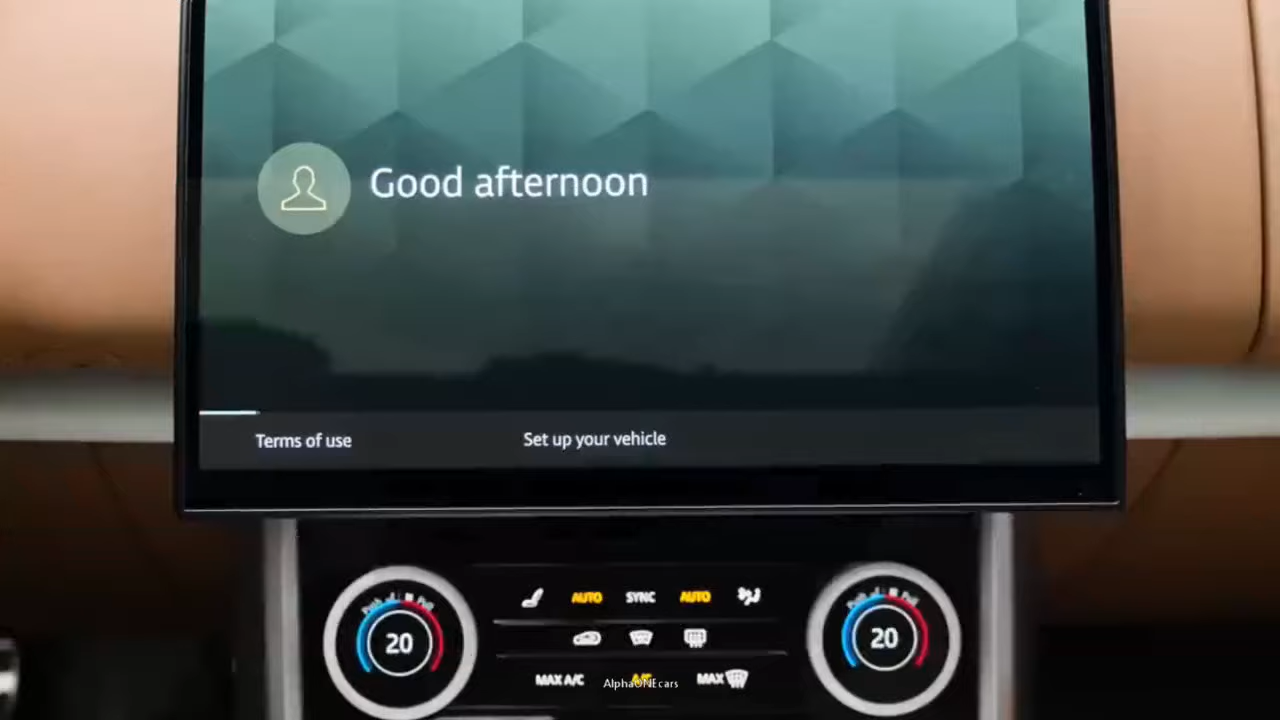 Good afternoon
Terms of use
Set up your vehicle
AUTO SYNC AUTO
20
20
MAX A/C A/C MAX
AlphaONEcars